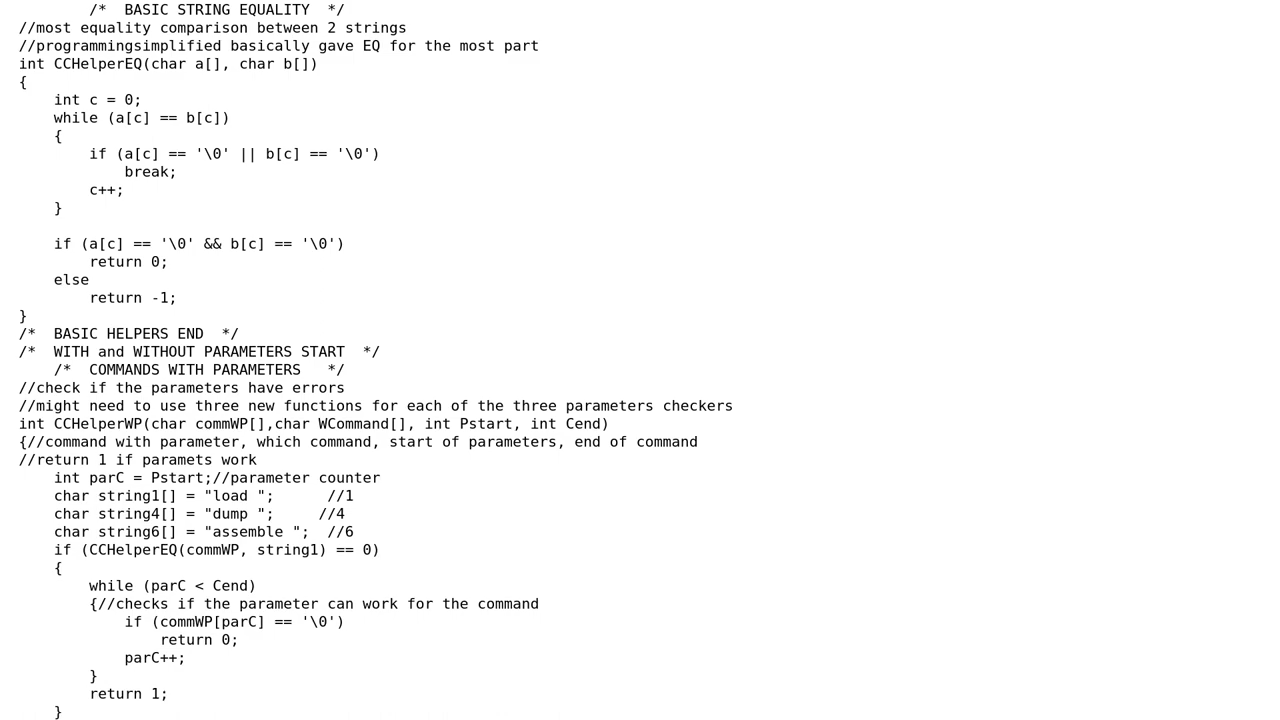 /*  BASIC STRING EQUALITY  */
//most equality comparison between 2 strings
//programmingsimplified basically gave EQ for the most part
int CCHelperEQ(char a[], char b[])
{
    int c = 0;
    while (a[c] == b[c])
    {
        if (a[c] == '\0' || b[c] == '\0')
            break;
        c++;
    }

    if (a[c] == '\0' && b[c] == '\0')
        return 0;
    else
        return -1;
}
/*  BASIC HELPERS END  */
/*  WITH and WITHOUT PARAMETERS START  */
    /*  COMMANDS WITH PARAMETERS   */
//check if the parameters have errors
//might need to use three new functions for each of the three parameters checkers
int CCHelperWP(char commWP[],char WCommand[], int Pstart, int Cend)
{//command with parameter, which command, start of parameters, end of command
//return 1 if paramets work
    int parC = Pstart;//parameter counter
    char string1[] = "load ";      //1
    char string4[] = "dump ";     //4
    char string6[] = "assemble ";  //6
    if (CCHelperEQ(commWP, string1) == 0)
    {
        while (parC < Cend)
        {//checks if the parameter can work for the command
            if (commWP[parC] == '\0')
                return 0;
            parC++;
        }
        return 1;
    }